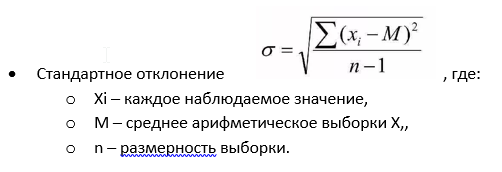 • Стандартное отклонение σ = √(∑(xᵢ – M)² / (n – 1)) , где:
o Xi – каждое наблюдаемое значение,
o M – среднее арифметическое выборки X,,
o n – размерность выборки.